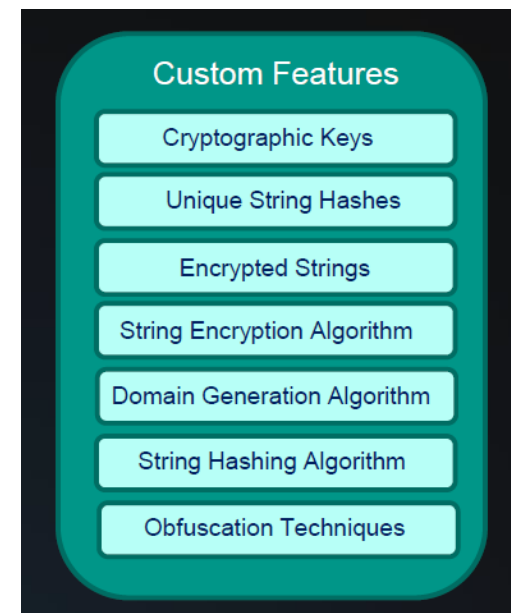 Custom Features
Cryptographic Keys
Unique String Hashes
Encrypted Strings
String Encryption Algorithm
Domain Generation Algorithm
String Hashing Algorithm
Obfuscation Techniques